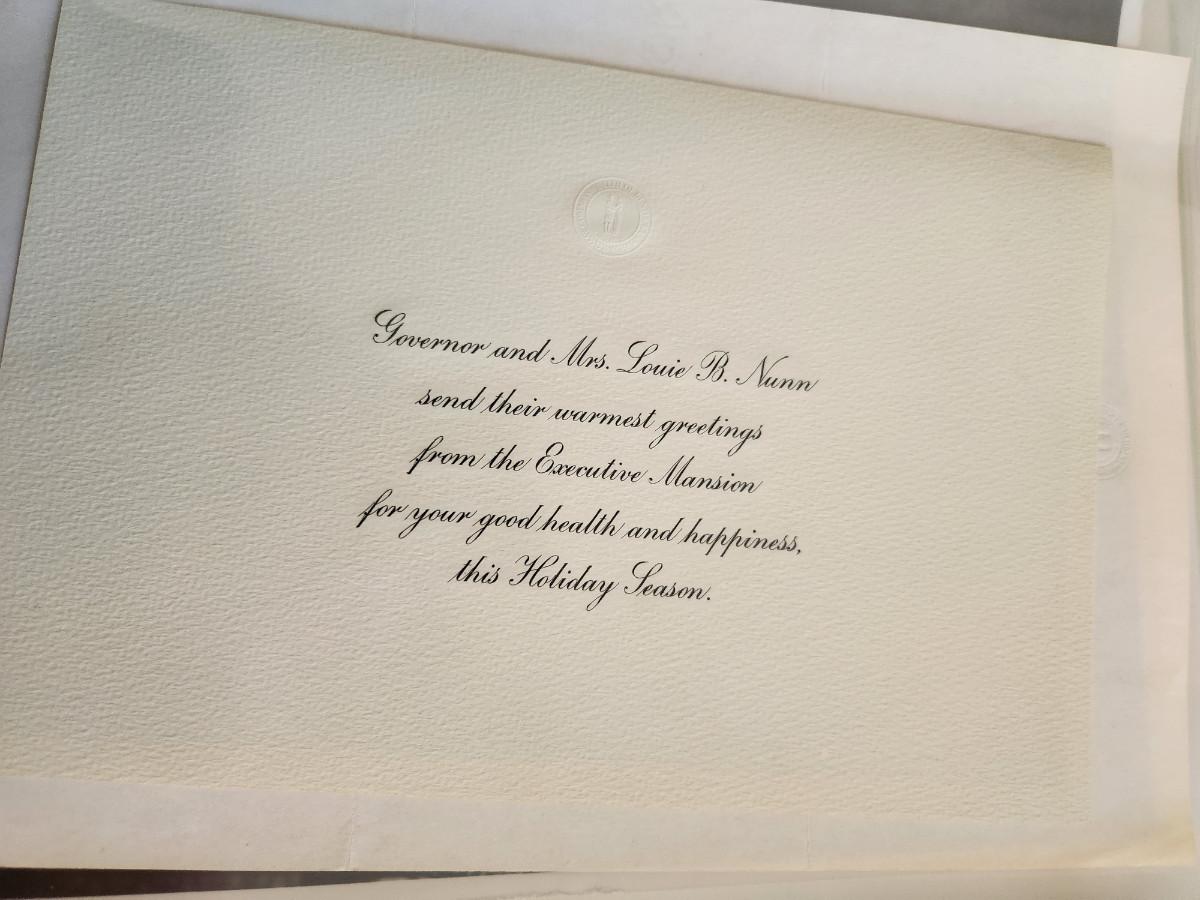 Governor and Mrs. Louie B. Nunn
send their warmest greetings
from the Executive Mansion
for your good health and happiness,
this Holiday Season.